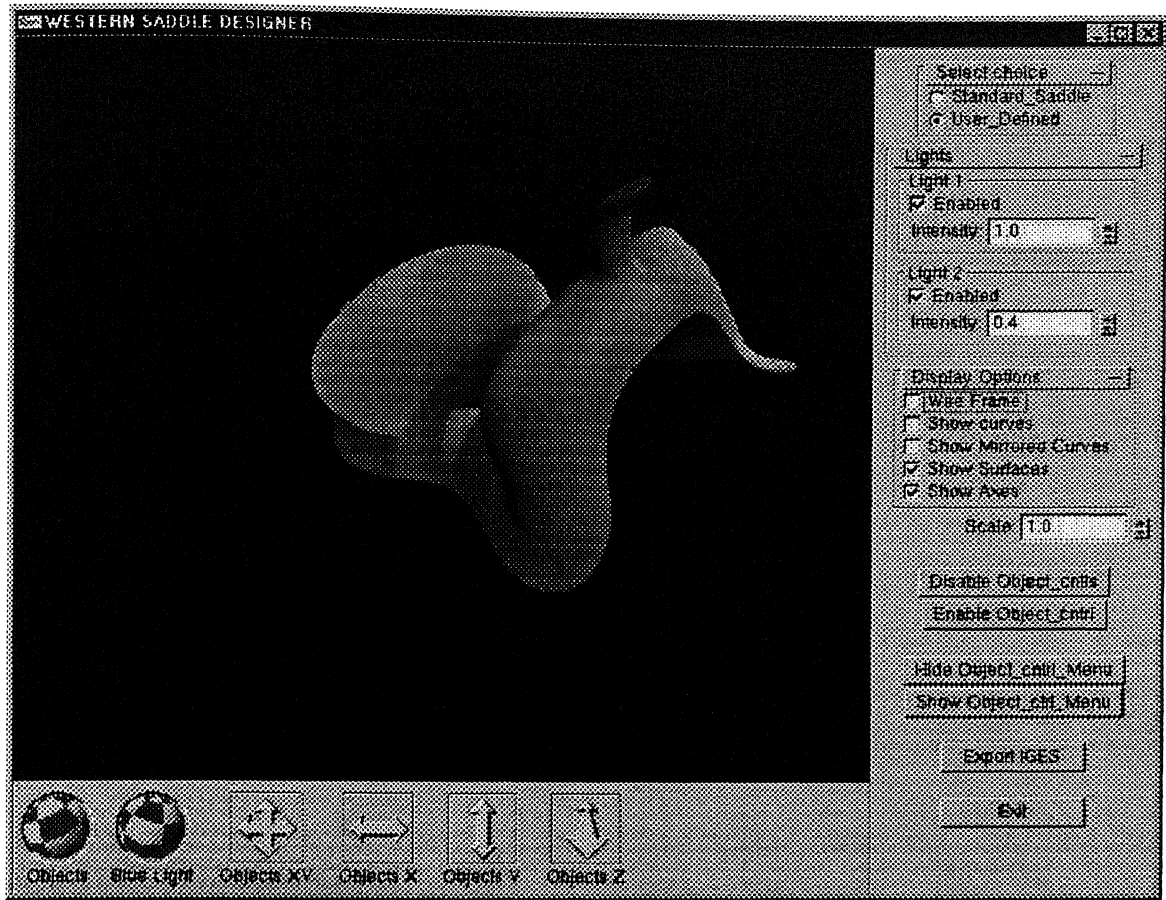 WESTERN SADDLE DESIGNER
Select choice
Standard_Saddle
User_Defined
Lights
Light 1
Enabled
Intensity: 1.0
Light 2
Enabled
Intensity: 0.4
Display Options
Wire Frame
Show curves
Show Mirrored Curves
Show Surfaces
Show Axes
Scale: 1.0
Disable Object_cntls
Enable Object_cntrl
Hide Object_cntrl_Menu
Show Object_ctrl_Menu
Export IGES
Exit
Objects Blue Light Objects XY Objects X Objects Y Objects Z